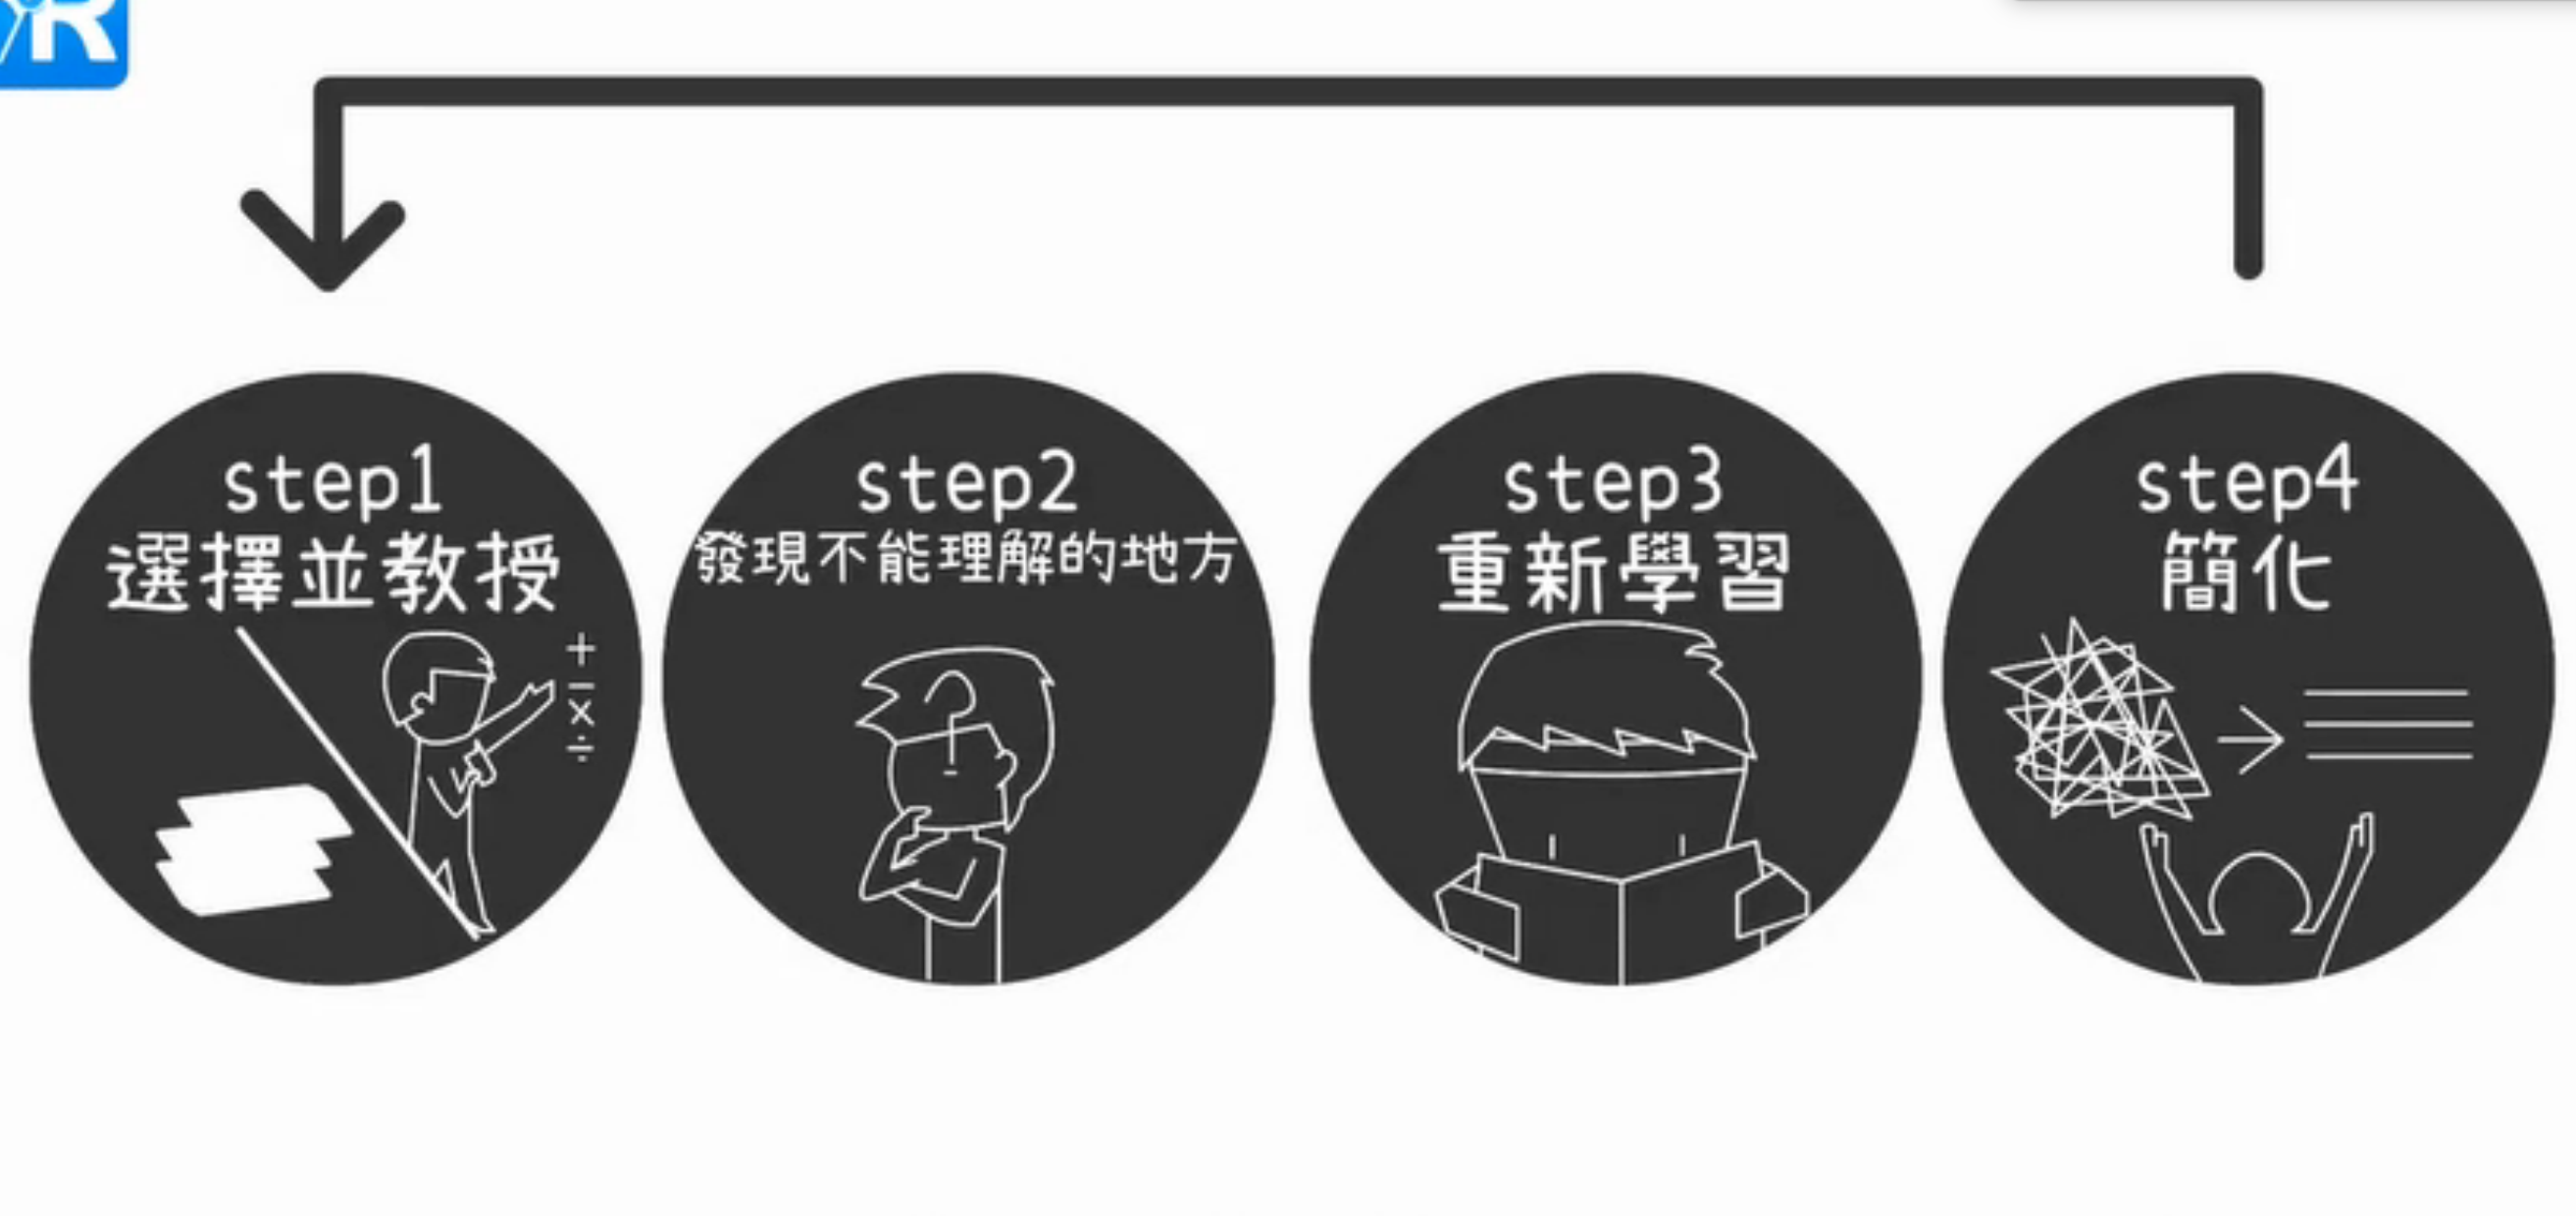 R
step1
選擇並教授
+
−
×
÷
step2
發現不能理解的地方
?
step3
重新學習
step4
簡化